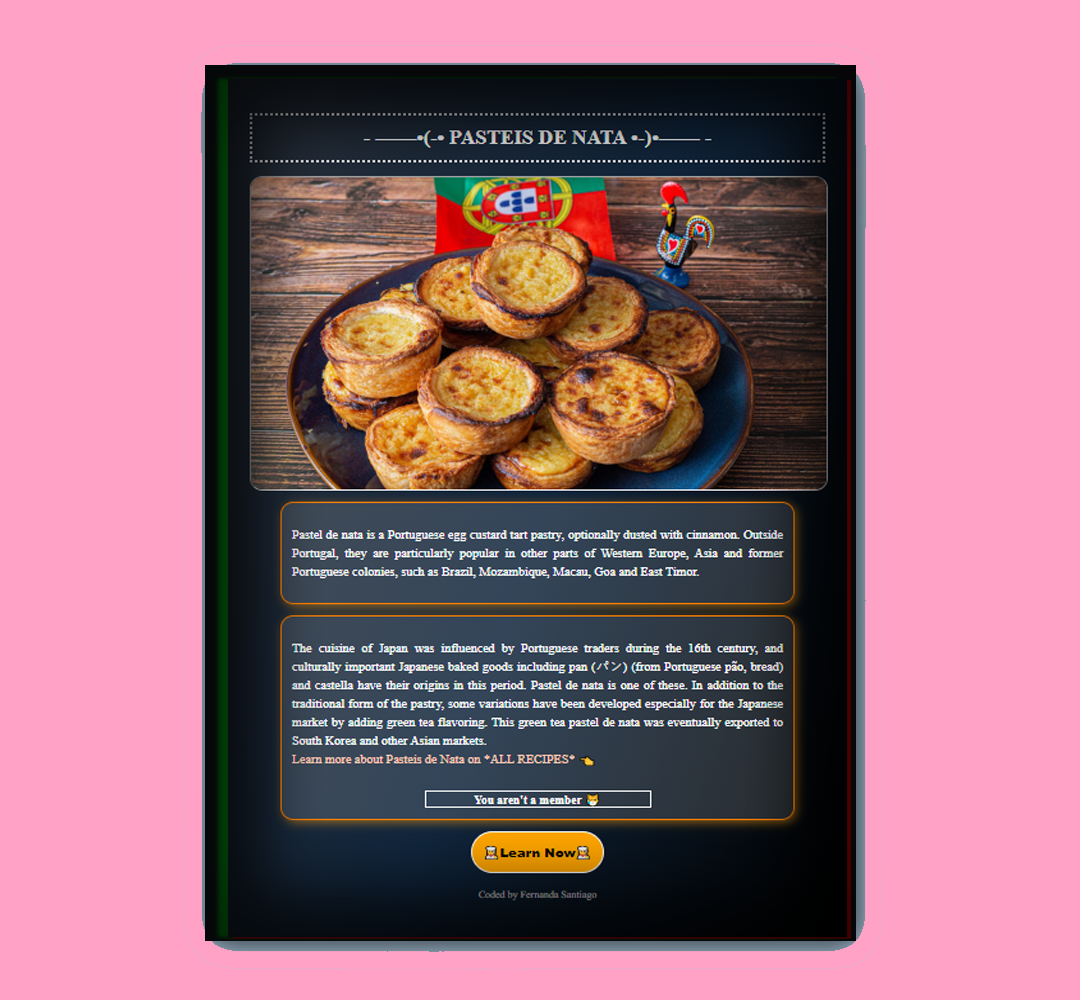 - ——•(-• PASTEIS DE NATA •-)•—— -
Pastel de nata is a Portuguese egg custard tart pastry, optionally dusted with cinnamon. Outside
Portugal, they are particularly popular in other parts of Western Europe, Asia and former
Portuguese colonies, such as Brazil, Mozambique, Macau, Goa and East Timor.
The cuisine of Japan was influenced by Portuguese traders during the 16th century, and
culturally important Japanese baked goods including pan (パン) (from Portuguese pão, bread)
and castella have their origins in this period. Pastel de nata is one of these. In addition to the
traditional form of the pastry, some variations have been developed especially for the Japanese
market by adding green tea flavoring. This green tea pastel de nata was eventually exported to
South Korea and other Asian markets.
Learn more about Pasteis de Nata on *ALL RECIPES* 👈
You aren't a member 🦊
👩‍🍳Learn Now👩‍🍳
Coded by Fernanda Santiago